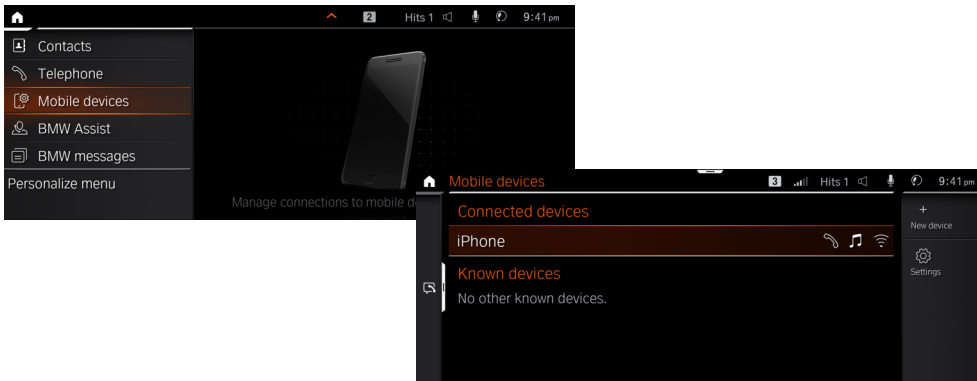 2 Hits 1 9:41 pm
Contacts
Telephone
Mobile devices
BMW Assist
BMW messages
Personalize menu
Manage connections to mobile d
Mobile devices 3 Hits 1 9:41 pm
Connected devices
iPhone
Known devices
No other known devices.
+
New device
Settings